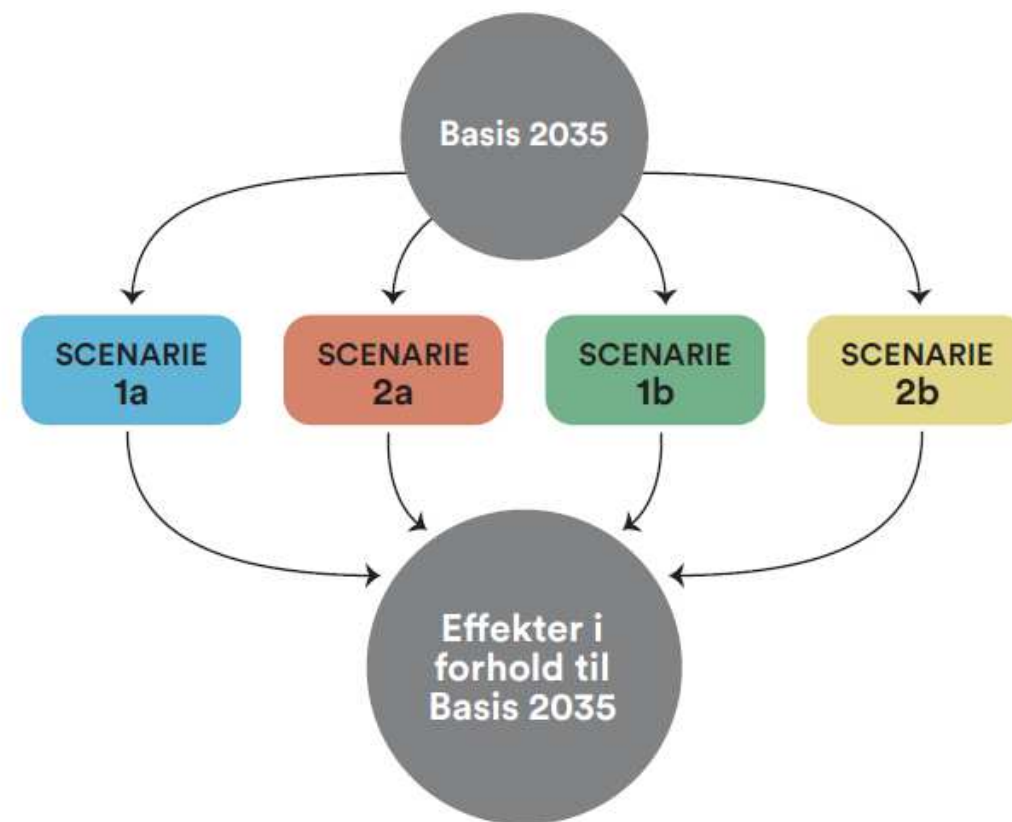 Basis 2035
SCENARIE
1a
SCENARIE
2a
SCENARIE
1b
SCENARIE
2b
Effekter i
forhold til
Basis 2035